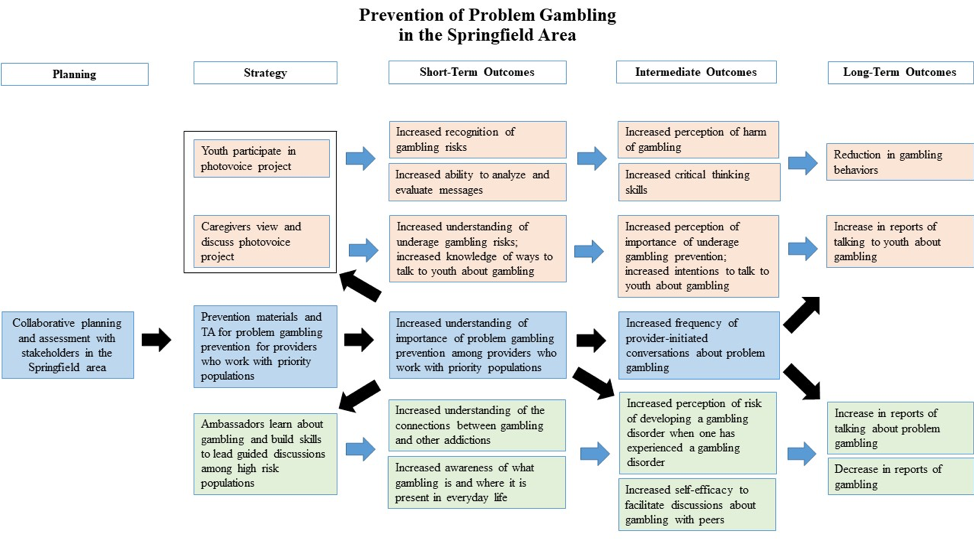 Prevention of Problem Gambling
in the Springfield Area
Planning
Strategy
Short-Term Outcomes
Intermediate Outcomes
Long-Term Outcomes
Youth participate in
photovoice project
Increased recognition of
gambling risks
Increased ability to analyze and
evaluate messages
Increased perception of harm
of gambling
Increased critical thinking
skills
Reduction in gambling
behaviors
Caregivers view and
discuss photovoice
project
Increased understanding of
underage gambling risks;
increased knowledge of ways to
talk to youth about gambling
Increased perception of
importance of underage
gambling prevention;
increased intentions to talk to
youth about gambling
Increase in reports of
talking to youth about
gambling
Collaborative planning
and assessment with
stakeholders in the
Springfield area
Prevention materials and
TA for problem gambling
prevention for providers
who work with priority
populations
Increased understanding of
importance of problem gambling
prevention among providers who
work with priority populations
Increased frequency of
provider-initiated
conversations about problem
gambling
Ambassadors learn about
gambling and build skills
to lead guided discussions
among high risk
populations
Increased understanding of the
connections between gambling
and other addictions
Increased awareness of what
gambling is and where it is
present in everyday life
Increased perception of risk
of developing a gambling
disorder when one has
experienced a gambling
disorder
Increased self-efficacy to
facilitate discussions about
gambling with peers
Increase in reports of
talking about problem
gambling
Decrease in reports of
gambling